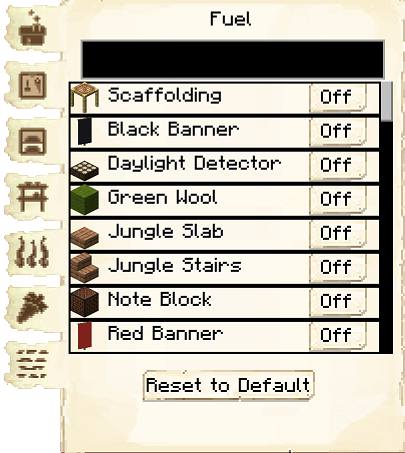 Fuel
Scaffolding Off
Black Banner Off
Daylight Detector Off
Green Wool Off
Jungle Slab Off
Jungle Stairs Off
Note Block Off
Red Banner Off
Reset to Default